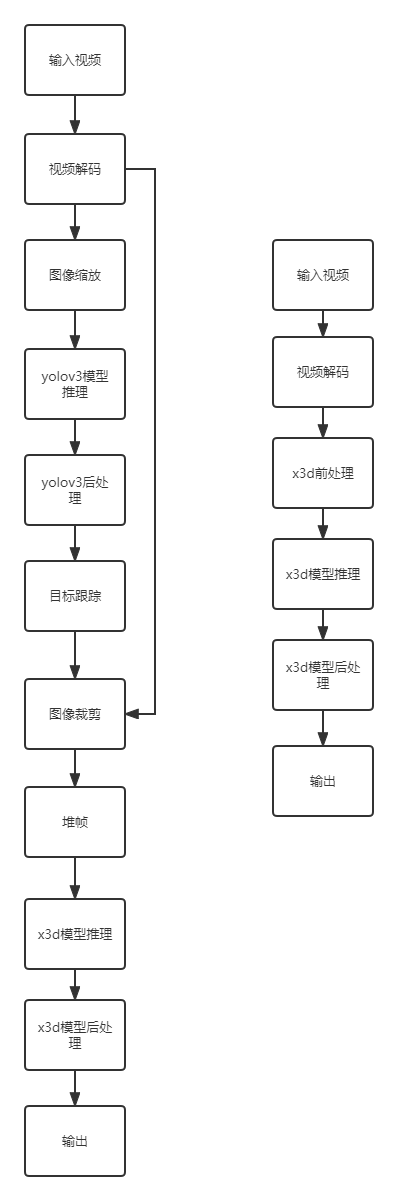 输入视频
视频解码
图像缩放
yolov3模型
推理
yolov3后处
理
目标跟踪
图像裁剪
堆帧
x3d模型推理
x3d模型后处
理
输出
输入视频
视频解码
x3d前处理
x3d模型推理
x3d模型后处
理
输出